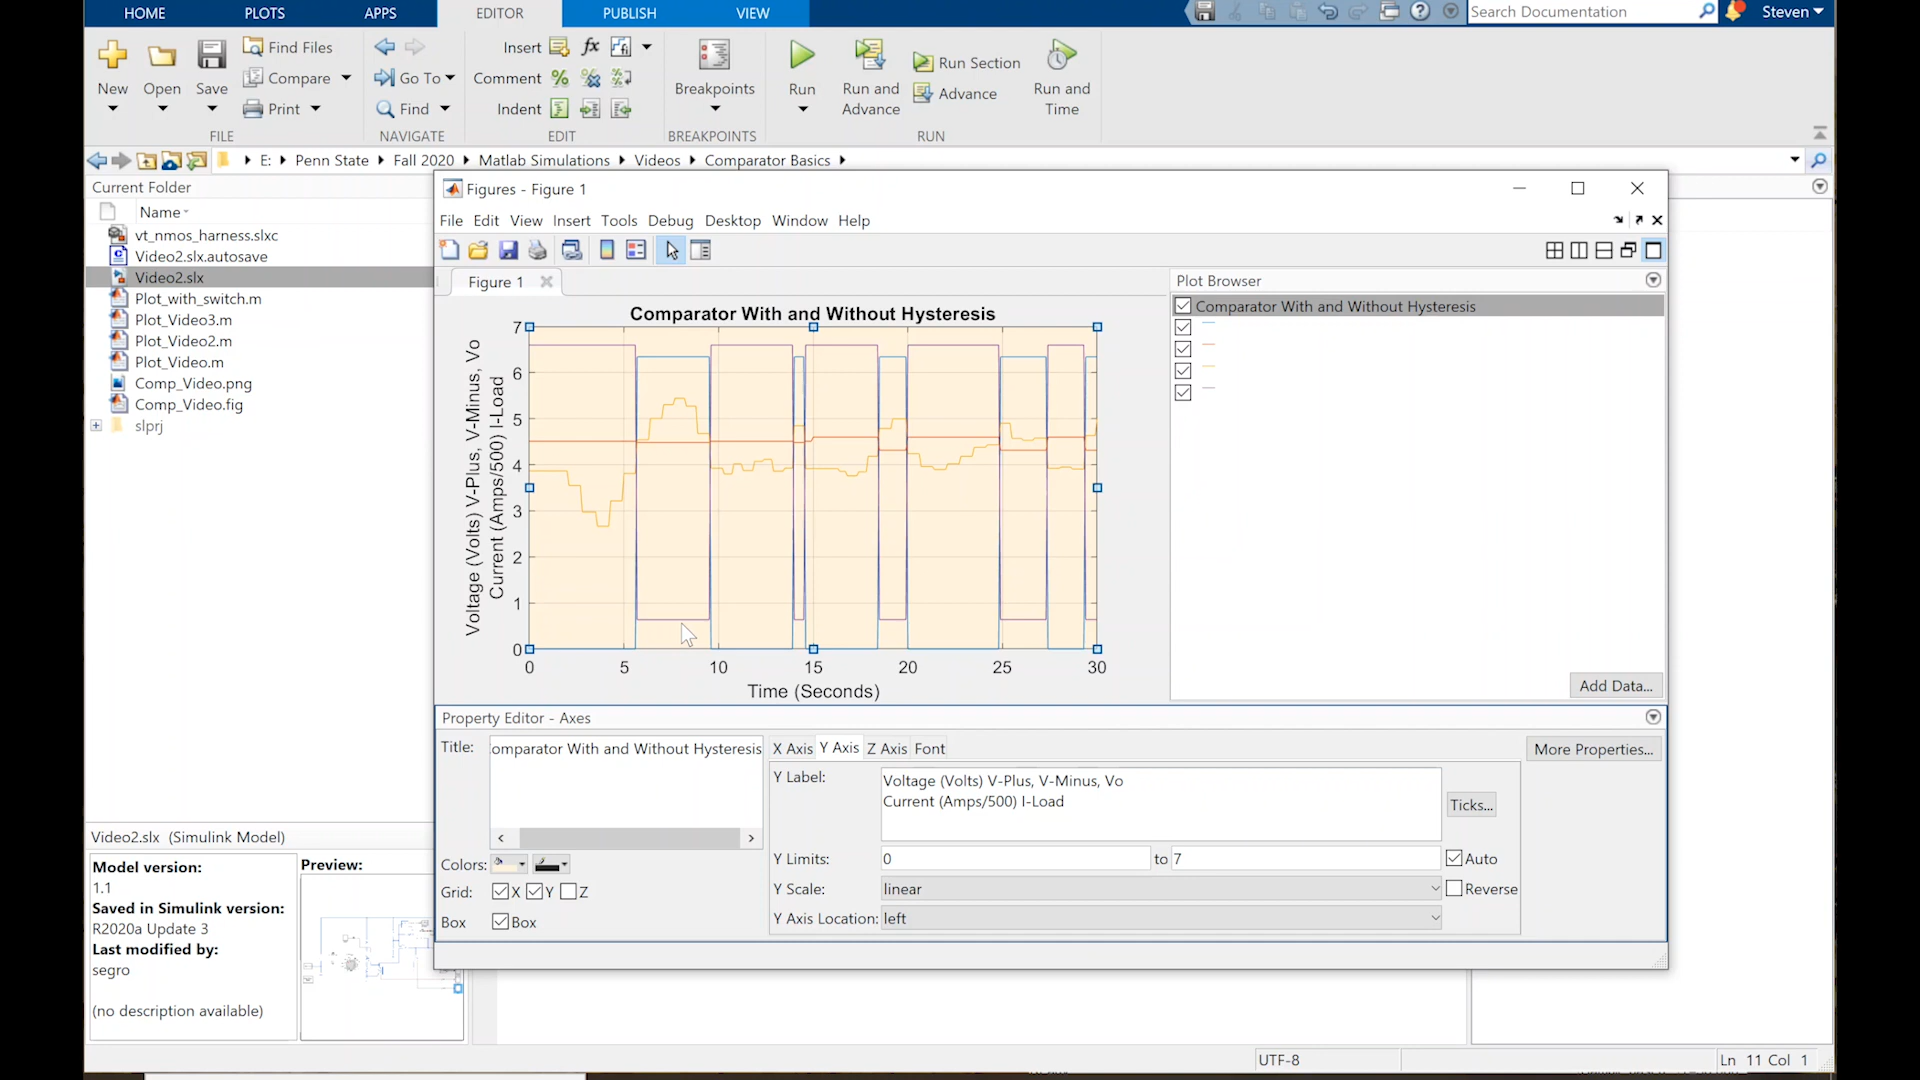 HOME PLOTS APPS EDITOR PUBLISH VIEW Search Documentation Steven
New Open Save Find Files Compare Print
Go To Find
Insert fx Comment Indent
Breakpoints
Run Run and Advance Run Section Advance Run and Time
FILE NAVIGATE EDIT BREAKPOINTS RUN
E: Penn State Fall 2020 Matlab Simulations Videos Comparator Basics
Current Folder
Name
vt_nmos_harness.slxc
Video2.slx.autosave
Video2.slx
Plot_with_switch.m
Plot_Video3.m
Plot_Video2.m
Plot_Video.m
Comp_Video.png
Comp_Video.fig
slprj
Video2.slx (Simulink Model)
Model version:
1.1
Saved in Simulink version:
R2020a Update 3
Last modified by:
segro
(no description available)
Preview:
Figures - Figure 1
File Edit View Insert Tools Debug Desktop Window Help
Figure 1
Comparator With and Without Hysteresis
Voltage (Volts) V-Plus, V-Minus, Vo
Current (Amps/500) I-Load
7
6
5
4
3
2
1
0
0 5 10 15 20 25 30
Time (Seconds)
Plot Browser
Comparator With and Without Hysteresis
Add Data...
Property Editor - Axes
Title: omparator With and Without Hysteresis
Colors:
Grid: X Y Z
Box Box
X Axis Y Axis Z Axis Font
Y Label: Voltage (Volts) V-Plus, V-Minus, Vo
Current (Amps/500) I-Load
Ticks...
Y Limits: 0 to 7 Auto
Y Scale: linear Reverse
Y Axis Location: left
More Properties...
UTF-8 Ln 11 Col 1